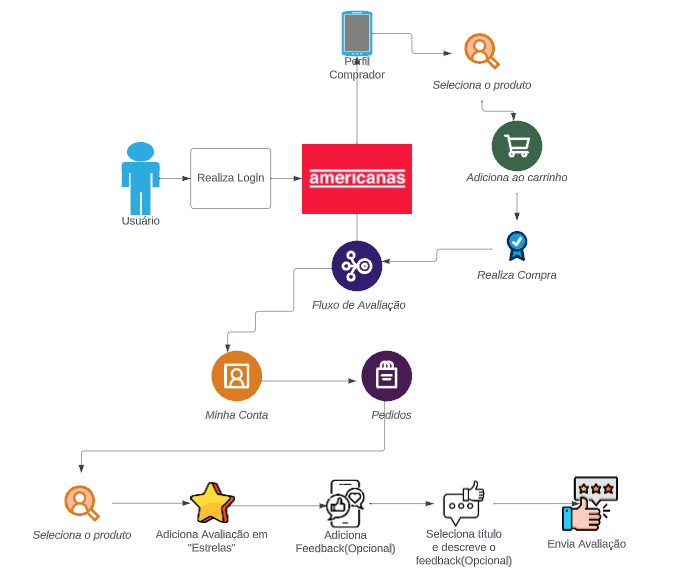 Perfil
Comprador
Seleciona o produto
Adiciona ao carrinho
Realiza Login
americanas
Usuário
Realiza Compra
Fluxo de Avaliação
Minha Conta
Pedidos
Seleciona o produto
Adiciona Avaliação em
"Estrelas"
Adiciona
Feedback(Opcional)
Seleciona título
e descreve o
feedback(Opcional)
Envia Avaliação